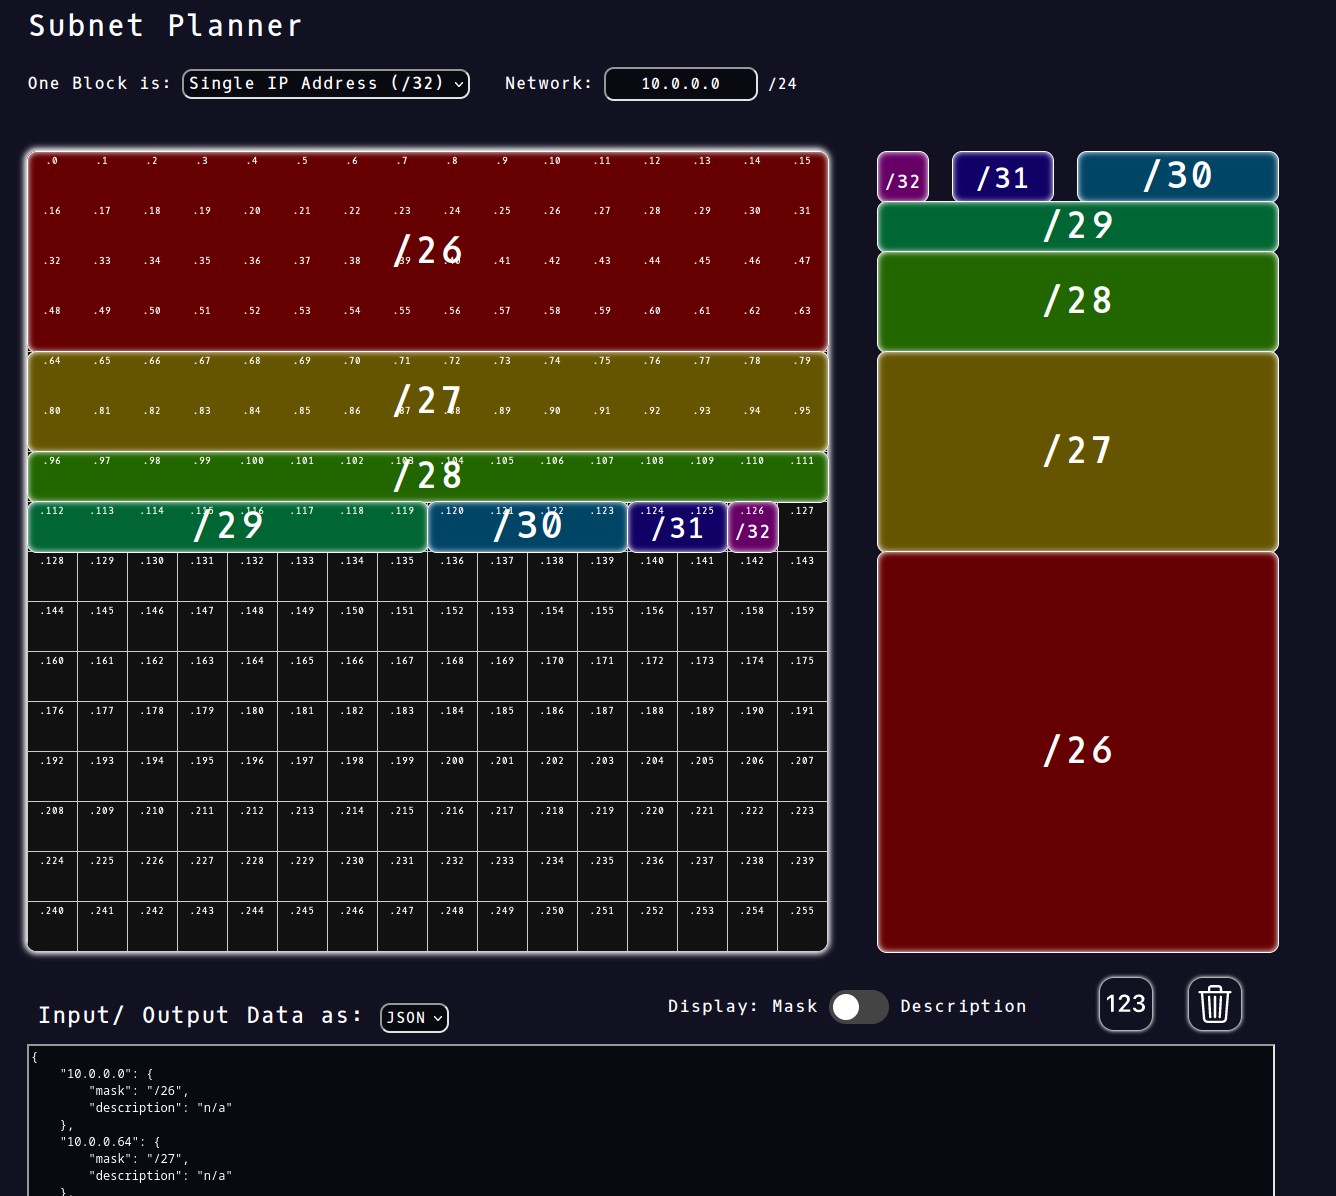 Subnet Planner
One Block is: Single IP Address (/32) Network: 10.0.0.0 /24
.0 .1 .2 .3 .4 .5 .6 .7 .8 .9 .10 .11 .12 .13 .14 .15
.16 .17 .18 .19 .20 .21 .22 .23 .24 .25 .26 .27 .28 .29 .30 .31
/26
.32 .33 .34 .35 .36 .37 .38 .39 .40 .41 .42 .43 .44 .45 .46 .47
.48 .49 .50 .51 .52 .53 .54 .55 .56 .57 .58 .59 .60 .61 .62 .63
.64 .65 .66 .67 .68 .69 .70 .71 .72 .73 .74 .75 .76 .77 .78 .79
/27
.80 .81 .82 .83 .84 .85 .86 .87 .88 .89 .90 .91 .92 .93 .94 .95
.96 .97 .98 .99 .100 .101 .102 .103 .104 .105 .106 .107 .108 .109 .110 .111
/28
.112 .113 .114 .115 .116 .117 .118 .119 .120 .121 .122 .123 .124 .125 .126 .127
/29 /30 /31 /32
.128 .129 .130 .131 .132 .133 .134 .135 .136 .137 .138 .139 .140 .141 .142 .143
.144 .145 .146 .147 .148 .149 .150 .151 .152 .153 .154 .155 .156 .157 .158 .159
.160 .161 .162 .163 .164 .165 .166 .167 .168 .169 .170 .171 .172 .173 .174 .175
.176 .177 .178 .179 .180 .181 .182 .183 .184 .185 .186 .187 .188 .189 .190 .191
.192 .193 .194 .195 .196 .197 .198 .199 .200 .201 .202 .203 .204 .205 .206 .207
.208 .209 .210 .211 .212 .213 .214 .215 .216 .217 .218 .219 .220 .221 .222 .223
.224 .225 .226 .227 .228 .229 .230 .231 .232 .233 .234 .235 .236 .237 .238 .239
.240 .241 .242 .243 .244 .245 .246 .247 .248 .249 .250 .251 .252 .253 .254 .255
/32 /31 /30
/29
/28
/27
/26
Input/ Output Data as: JSON Display: Mask Description 123
{
"10.0.0.0": {
"mask": "/26",
"description": "n/a"
},
"10.0.0.64": {
"mask": "/27",
"description": "n/a"
},